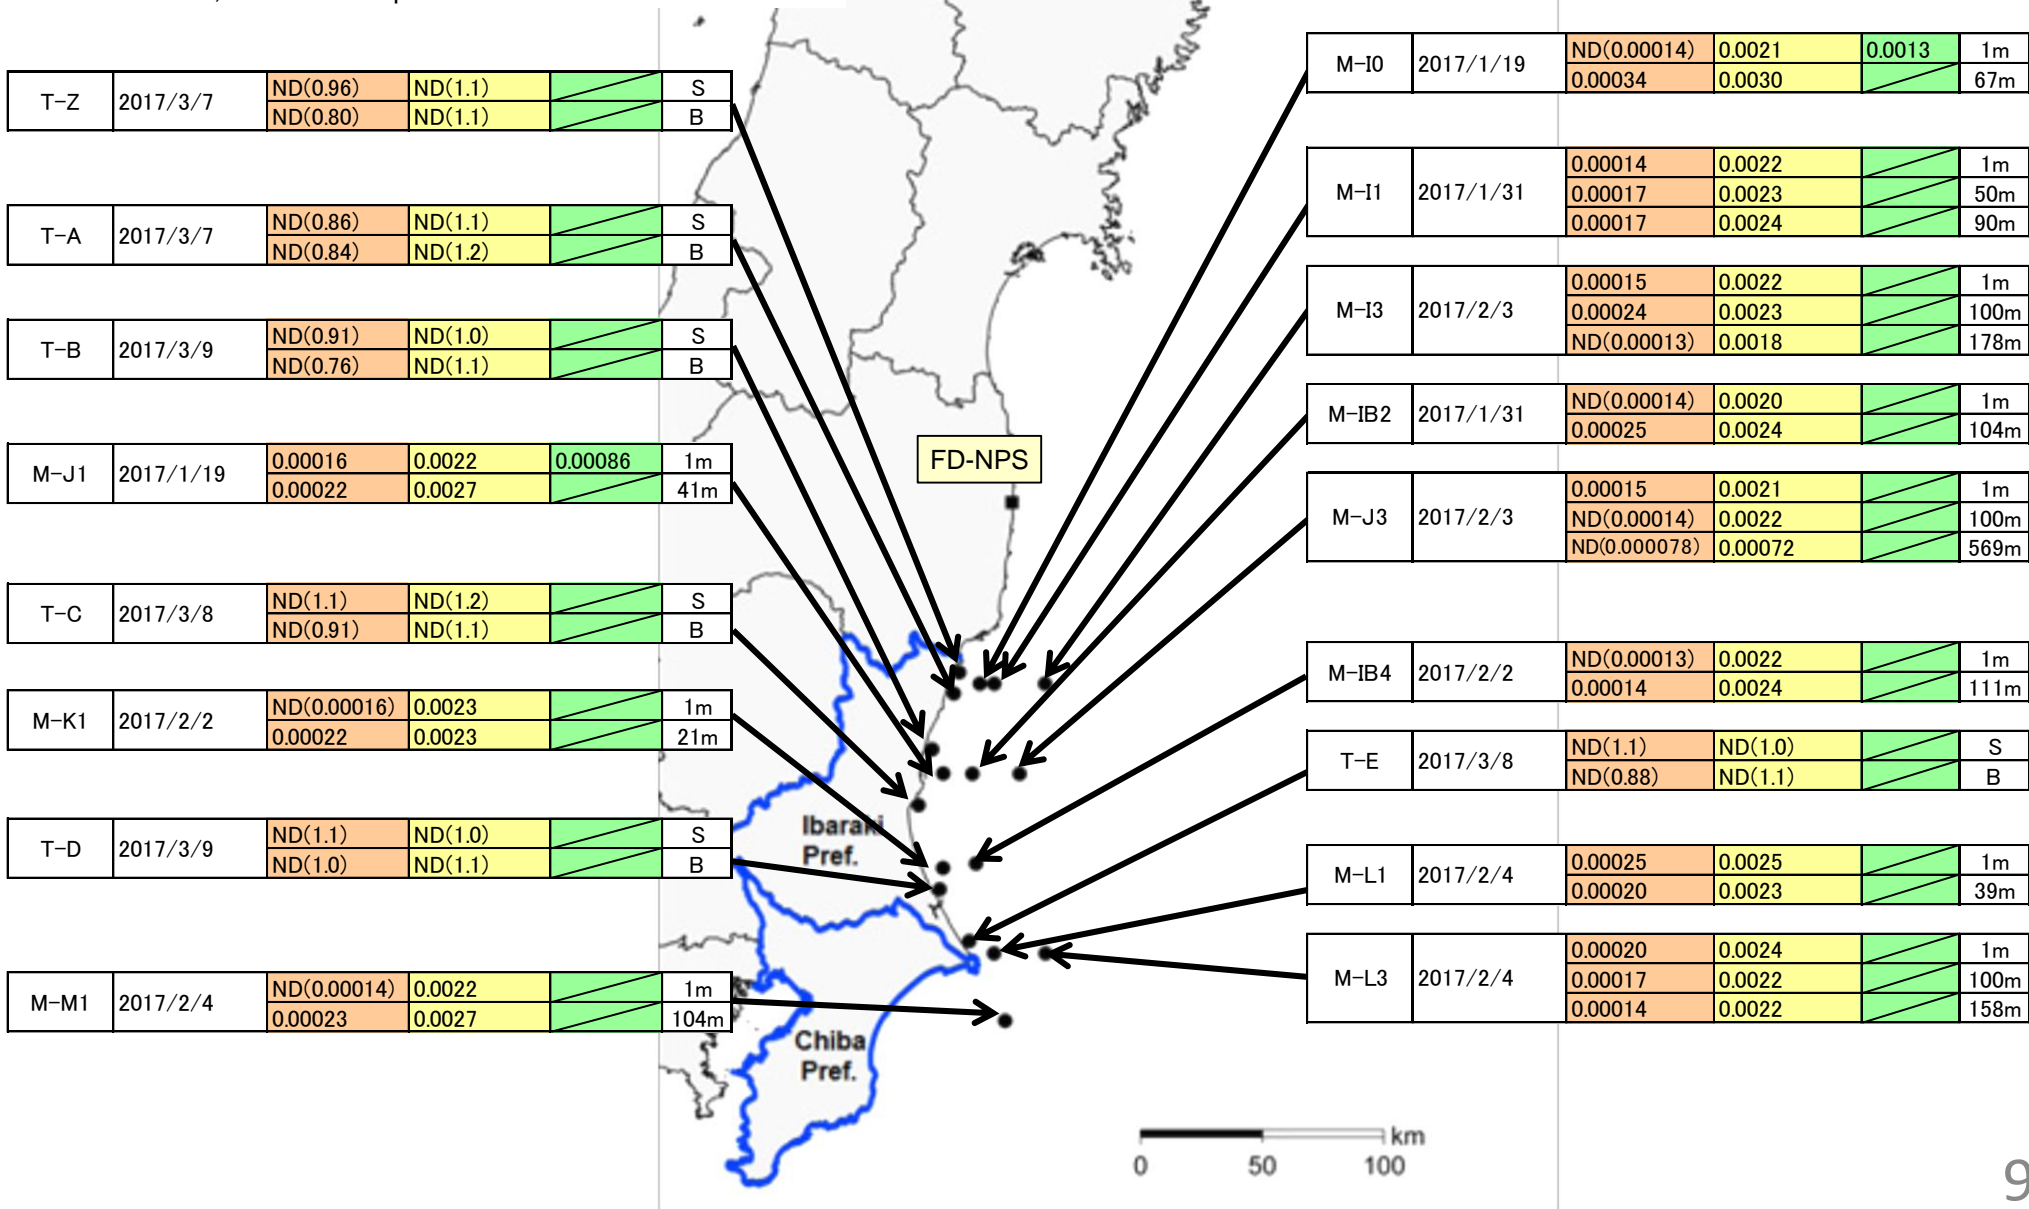 T-Z 2017/3/7 ND(0.96) ND(1.1) S
ND(0.80) ND(1.1) B
T-A 2017/3/7 ND(0.86) ND(1.1) S
ND(0.84) ND(1.2) B
T-B 2017/3/9 ND(0.91) ND(1.0) S
ND(0.76) ND(1.1) B
M-J1 2017/1/19 0.00016 0.0022 0.00086 1m
0.00022 0.0027 41m
T-C 2017/3/8 ND(1.1) ND(1.2) S
ND(0.91) ND(1.1) B
M-K1 2017/2/2 ND(0.00016) 0.0023 1m
0.00022 0.0023 21m
T-D 2017/3/9 ND(1.1) ND(1.0) S
ND(1.0) ND(1.1) B
M-M1 2017/2/4 ND(0.00014) 0.0022 1m
0.00023 0.0027 104m
FD-NPS
Ibaraki
Pref.
Chiba
Pref.
km
0 50 100
M-I0 2017/1/19 ND(0.00014) 0.0021 0.0013 1m
0.00034 0.0030 67m
M-I1 2017/1/31 0.00014 0.0022 1m
0.00017 0.0023 50m
0.00017 0.0024 90m
M-I3 2017/2/3 0.00015 0.0022 1m
0.00024 0.0023 100m
ND(0.00013) 0.0018 178m
M-IB2 2017/1/31 ND(0.00014) 0.0020 1m
0.00025 0.0024 104m
M-J3 2017/2/3 0.00015 0.0021 1m
ND(0.00014) 0.0022 100m
ND(0.000078) 0.00072 569m
M-IB4 2017/2/2 ND(0.00013) 0.0022 1m
0.00014 0.0024 111m
T-E 2017/3/8 ND(1.1) ND(1.0) S
ND(0.88) ND(1.1) B
M-L1 2017/2/4 0.00025 0.0025 1m
0.00020 0.0023 39m
M-L3 2017/2/4 0.00020 0.0024 1m
0.00017 0.0022 100m
0.00014 0.0022 158m
9